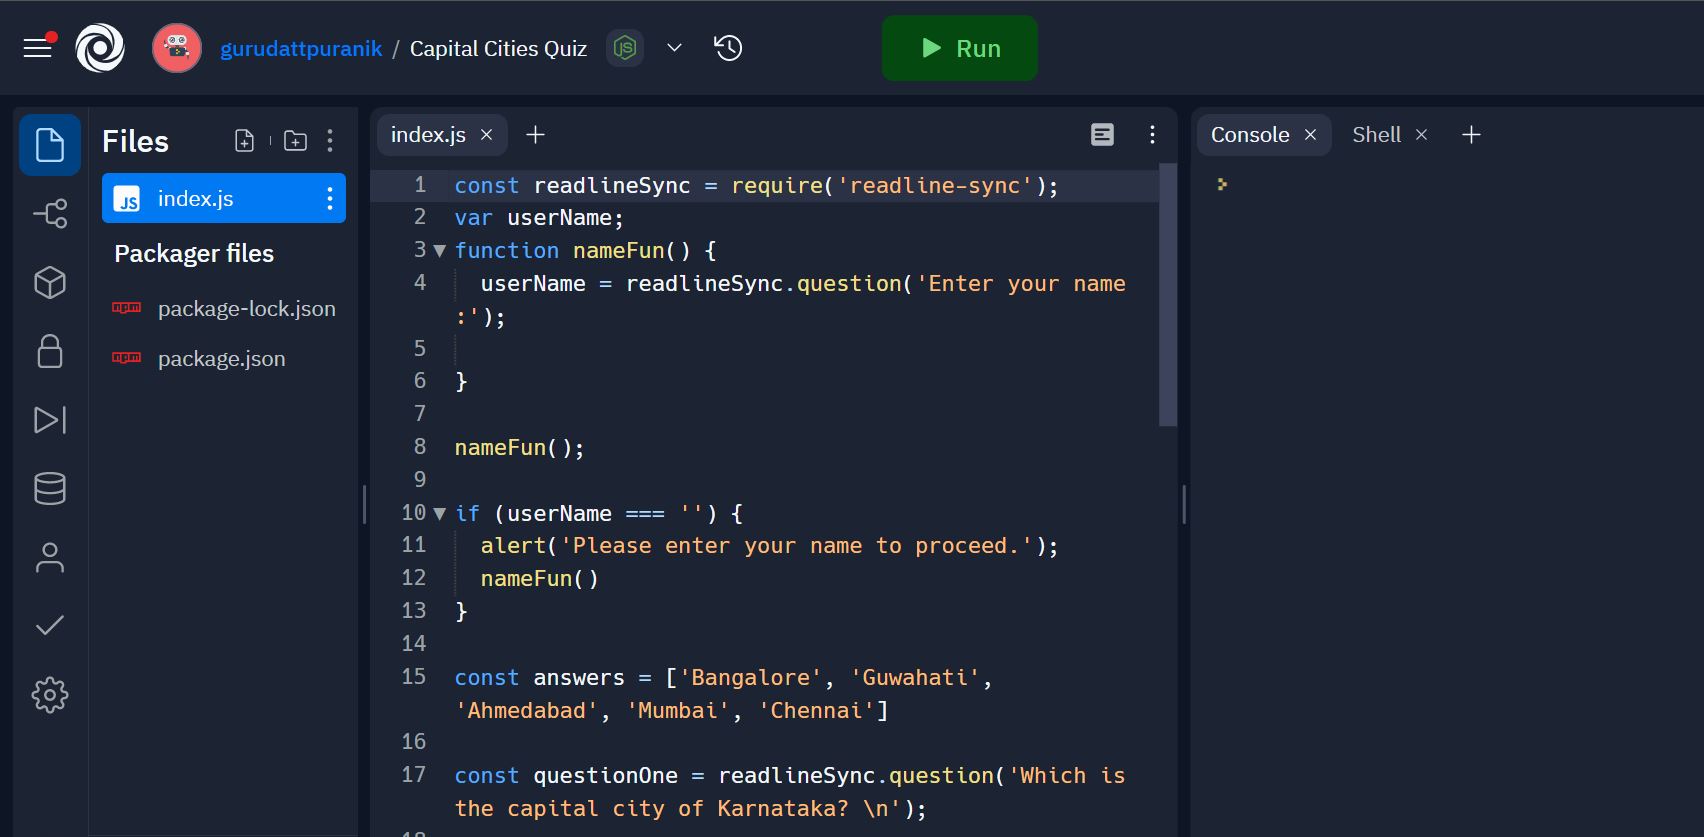 gurudattpuranik / Capital Cities Quiz
Run
Files
JS index.js
Packager files
package-lock.json
package.json
index.js
1 const readlineSync = require('readline-sync');
2 var userName;
3 function nameFun() {
4 userName = readlineSync.question('Enter your name
:');
5
6 }
7
8 nameFun();
9
10 if (userName === '') {
11 alert('Please enter your name to proceed.');
12 nameFun()
13 }
14
15 const answers = ['Bangalore', 'Guwahati',
'Ahmedabad', 'Mumbai', 'Chennai']
16
17 const questionOne = readlineSync.question('Which is
the capital city of Karnataka? \n');
18
Console
Shell